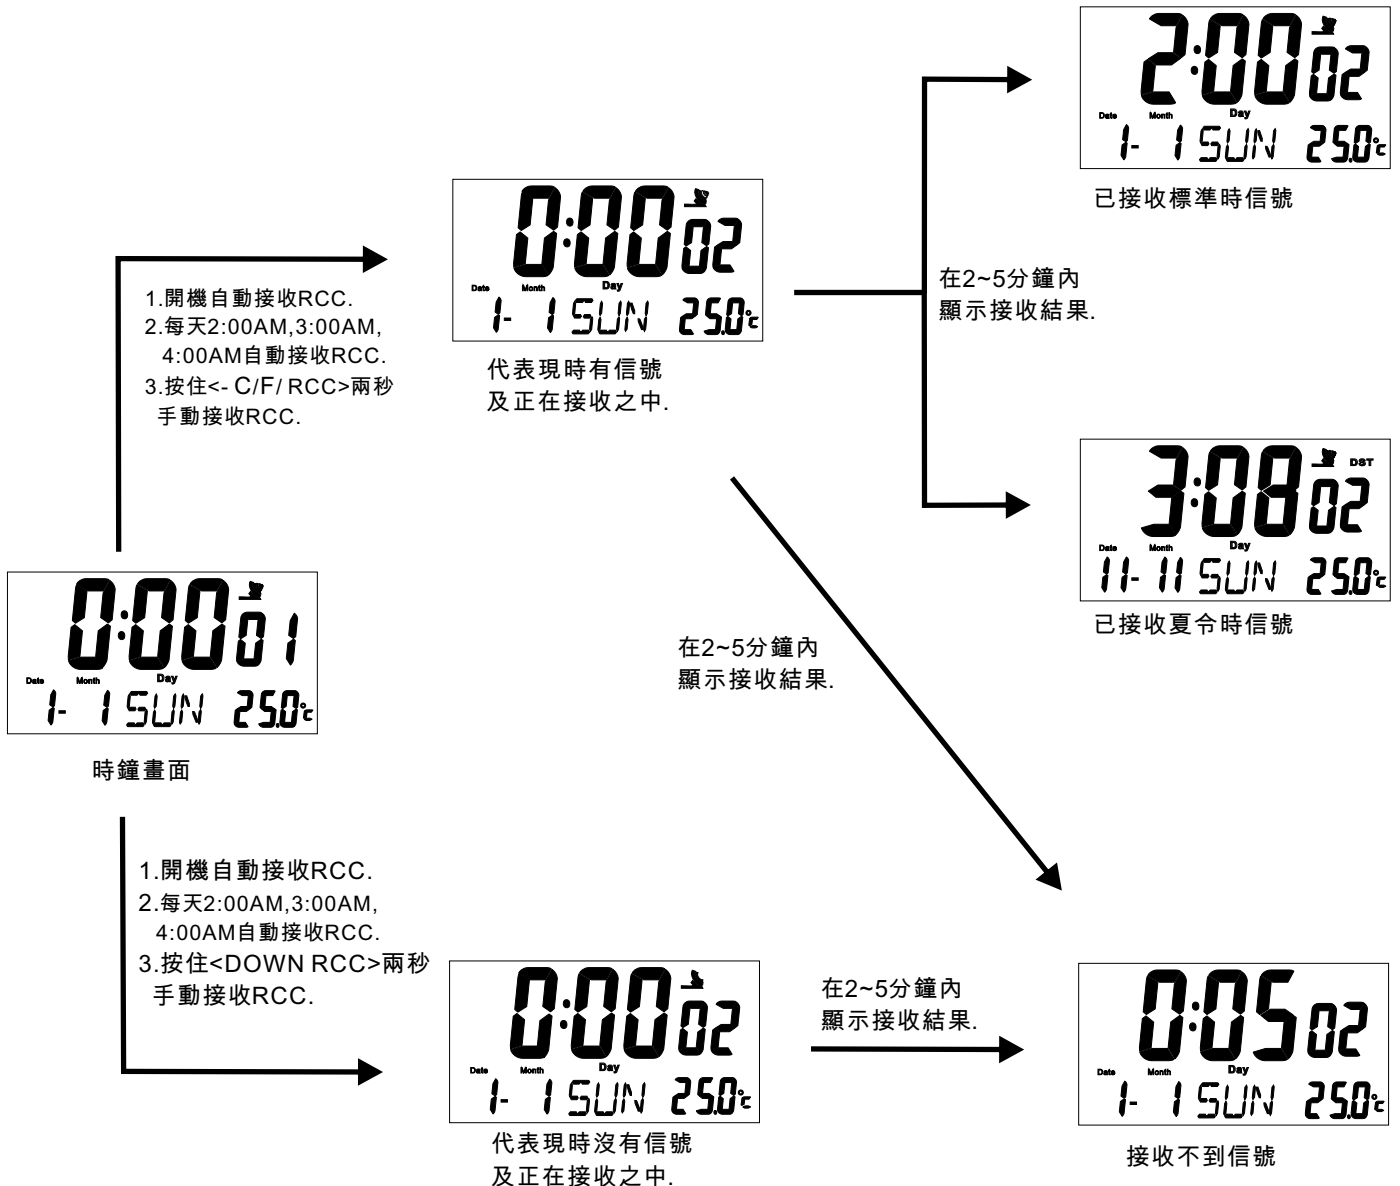 2:00 02
Date Month Day
1- 1 SUN 25.0°c
已接收標準時信號
0:00 02
Date Month Day
1- 1 SUN 25.0°c
代表現時有信號
及正在接收之中.
1.開機自動接收RCC.
2.每天2:00AM,3:00AM,
4:00AM自動接收RCC.
3.按住<- C/F/ RCC>兩秒
手動接收RCC.
在2~5分鐘內
顯示接收結果.
3:08 02 DST
Date Month Day
11- 11 SUN 25.0°c
已接收夏令時信號
0:00 01
Date Month Day
1- 1 SUN 25.0°c
時鐘畫面
在2~5分鐘內
顯示接收結果.
1.開機自動接收RCC.
2.每天2:00AM,3:00AM,
4:00AM自動接收RCC.
3.按住<DOWN RCC>兩秒
手動接收RCC.
0:00 02
Date Month Day
1- 1 SUN 25.0°c
代表現時沒有信號
及正在接收之中.
在2~5分鐘內
顯示接收結果.
0:05 02
Date Month Day
1- 1 SUN 25.0°c
接收不到信號